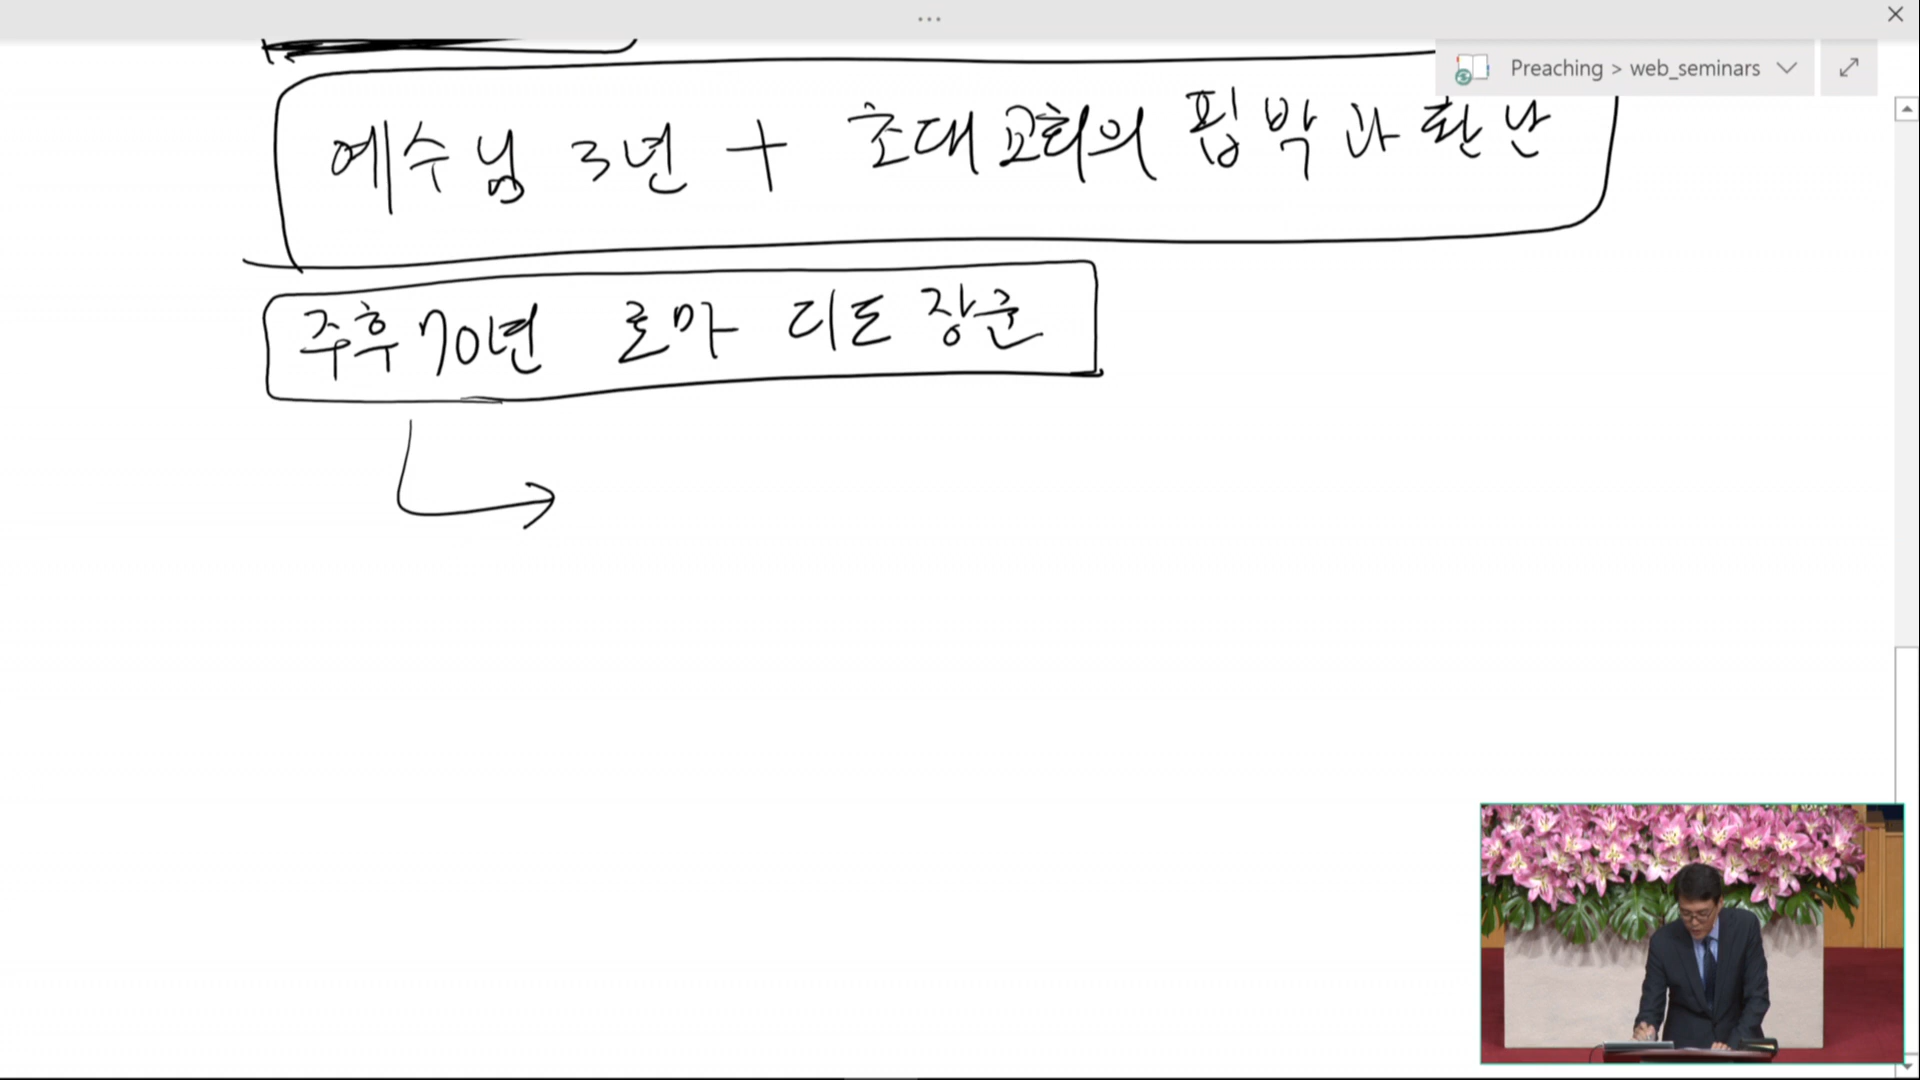 Preaching > web_seminars
예수님 3년 + 초대교회의 핍박과 환난
주후 70년 로마 디도 장군